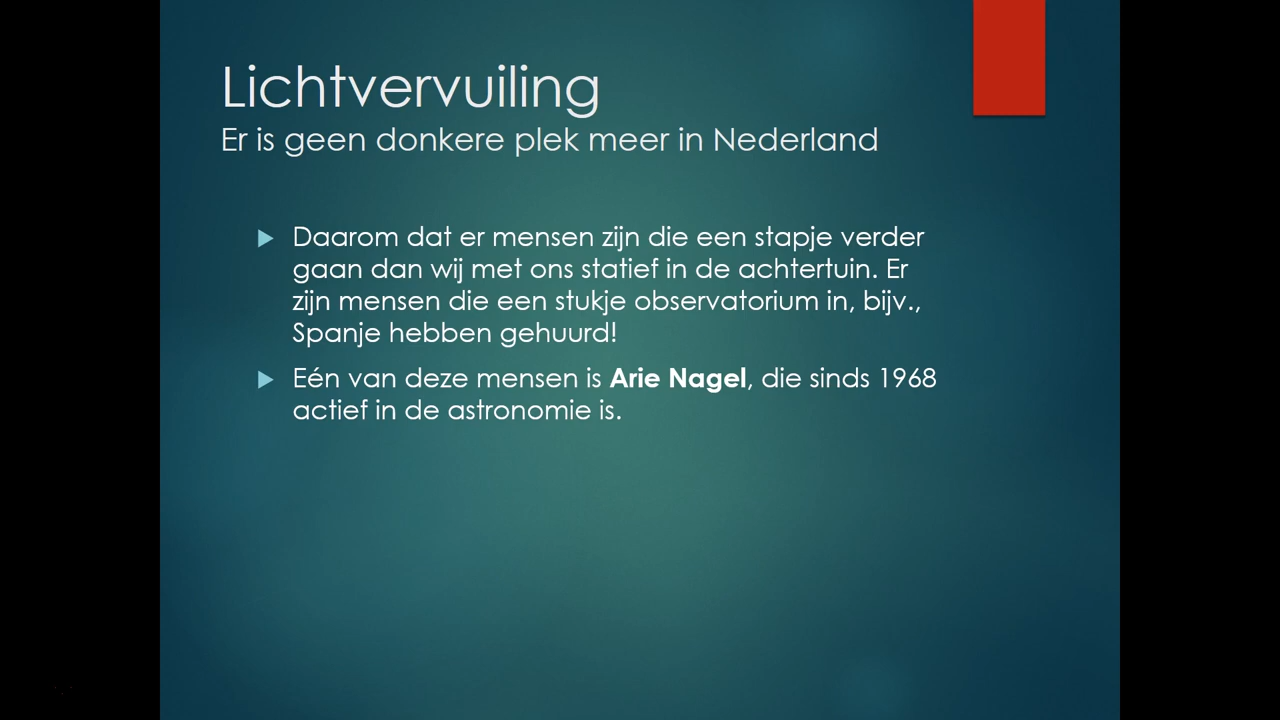 Lichtvervuiling
Er is geen donkere plek meer in Nederland
Daarom dat er mensen zijn die een stapje verder
gaan dan wij met ons statief in de achtertuin. Er
zijn mensen die een stukje observatorium in, bijv.,
Spanje hebben gehuurd!
Eén van deze mensen is Arie Nagel, die sinds 1968
actief in de astronomie is.